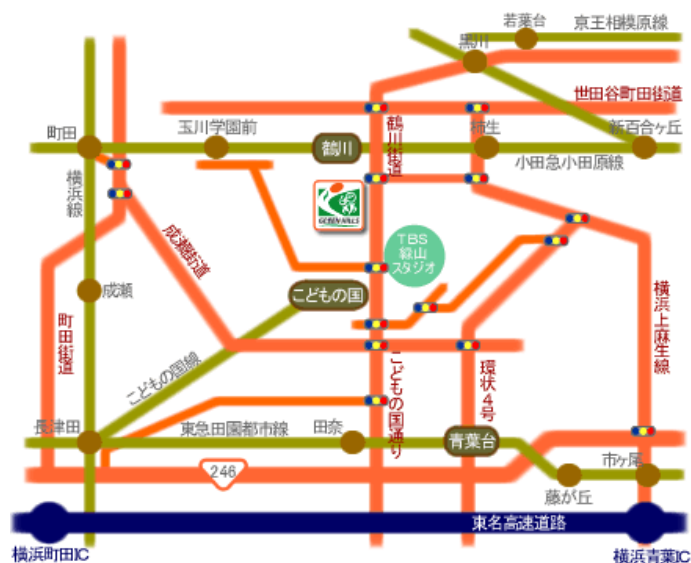 若葉台
京王相模原線
黒川
世田谷町田街道
町田
玉川学園前
鶴川
鶴川街道
柿生
新百合ヶ丘
小田急小田原線
横浜線
GREEN HILLS
成瀬街道
TBS
緑山
スタジオ
成瀬
こどもの国
横浜上麻生線
町田街道
こどもの国線
こどもの国通り
環状4号
長津田
東急田園都市線
田奈
青葉台
市ヶ尾
246
藤が丘
東名高速道路
横浜町田IC
横浜青葉IC